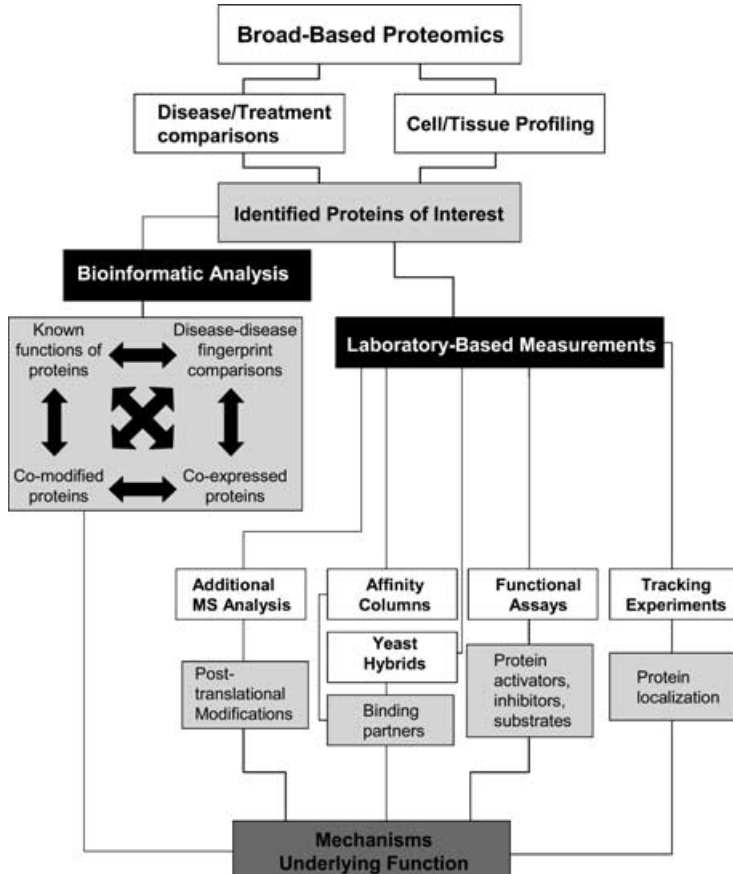 Broad-Based Proteomics
Disease/Treatment
comparisons
Cell/Tissue Profiling
Identified Proteins of Interest
Bioinformatic Analysis
Known
functions of
proteins
Disease-disease
fingerprint
comparisons
Co-modified
proteins
Co-expressed
proteins
Laboratory-Based Measurements
Additional
MS Analysis
Affinity
Columns
Functional
Assays
Tracking
Experiments
Yeast
Hybrids
Post-
translational
Modifications
Binding
partners
Protein
activators,
inhibitors,
substrates
Protein
localization
Mechanisms
Underlying Function